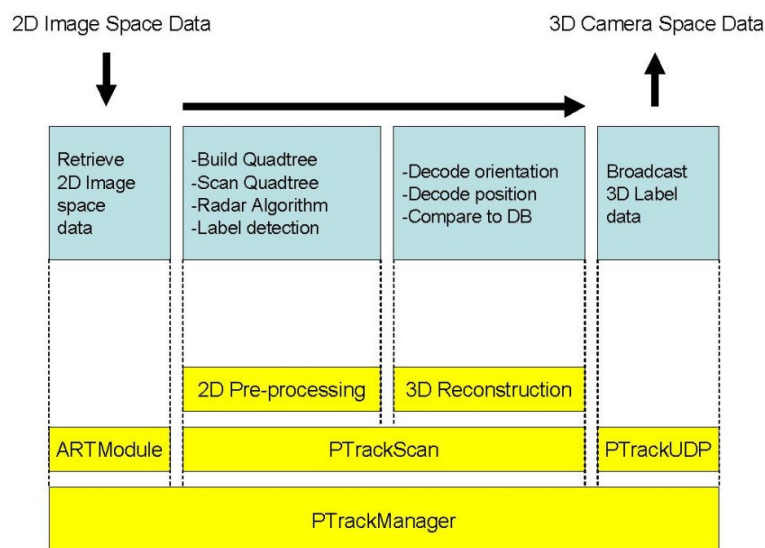 2D Image Space Data
3D Camera Space Data
Retrieve
2D Image
space
data
-Build Quadtree
-Scan Quadtree
-Radar Algorithm
-Label detection
-Decode orientation
-Decode position
-Compare to DB
Broadcast
3D Label
data
2D Pre-processing
3D Reconstruction
ARTModule
PTrackScan
PTrackUDP
PTrackManager